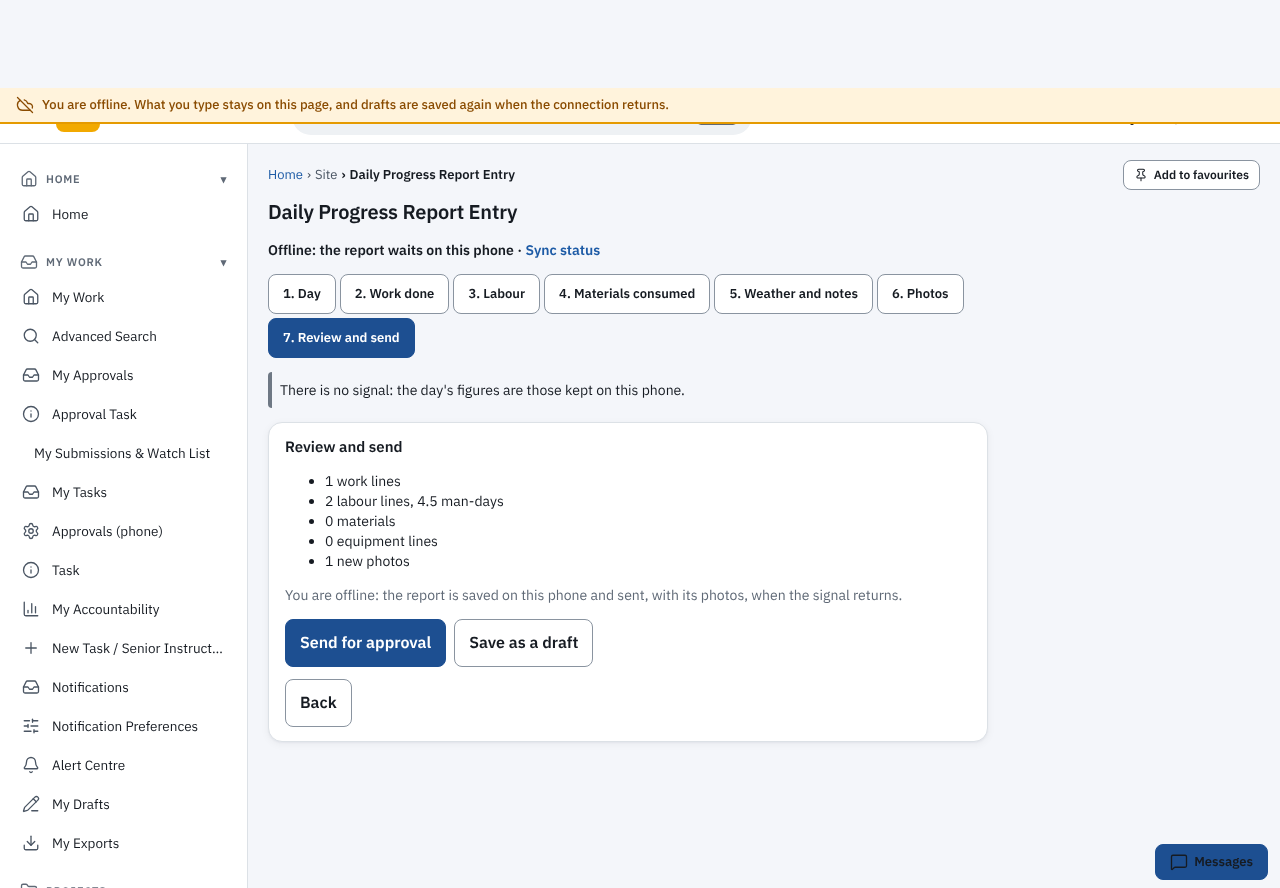 You are offline. What you type stays on this page, and drafts are saved again when the connection returns.
HOME
Home
MY WORK
My Work
Advanced Search
My Approvals
Approval Task
My Submissions & Watch List
My Tasks
Approvals (phone)
Task
My Accountability
New Task / Senior Instruct...
Notifications
Notification Preferences
Alert Centre
My Drafts
My Exports
Home › Site › Daily Progress Report Entry
Add to favourites
Daily Progress Report Entry
Offline: the report waits on this phone · Sync status
1. Day
2. Work done
3. Labour
4. Materials consumed
5. Weather and notes
6. Photos
7. Review and send
There is no signal: the day's figures are those kept on this phone.
Review and send
1 work lines
2 labour lines, 4.5 man-days
0 materials
0 equipment lines
1 new photos
You are offline: the report is saved on this phone and sent, with its photos, when the signal returns.
Send for approval
Save as a draft
Back
Messages